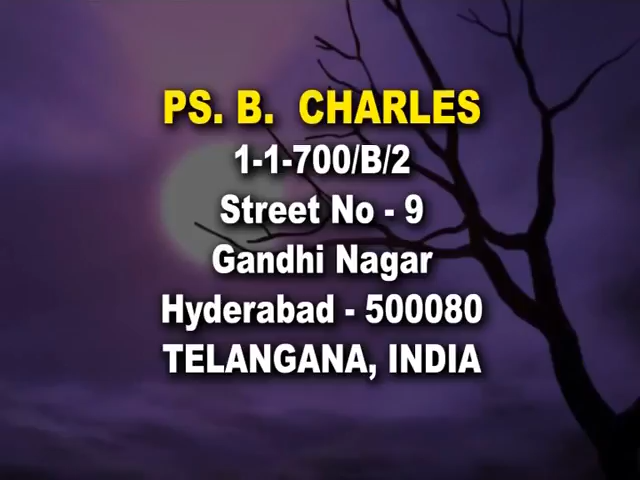 PS. B. CHARLES
1-1-700/B/2
Street No - 9
Gandhi Nagar
Hyderabad - 500080
TELANGANA, INDIA